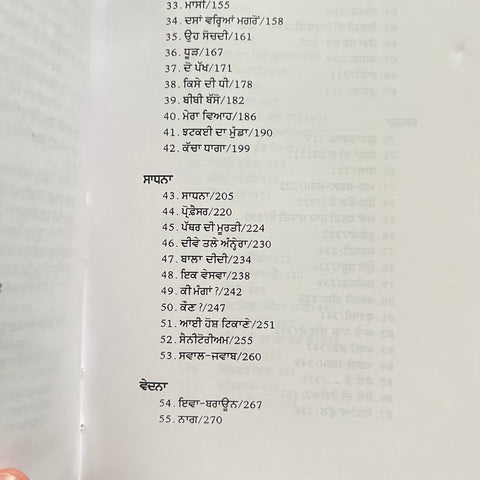 33. ਮਾਸੀ/155
34. ਦਸਾਂ ਵਰ੍ਹਿਆਂ ਮਗਰੋਂ/158
35. ਉਹ ਸੋਚਦੀ/161
36. ਧੂੜ/167
37. ਦੋ ਪੱਖ/171
38. ਕਿਸੇ ਦੀ ਧੀ/178
39. ਬੀਬੀ ਬੱਸੋ/182
40. ਮੇਰਾ ਵਿਆਹ/186
41. ਝਟਕਈ ਦਾ ਮੁੰਡਾ/190
42. ਕੱਚਾ ਧਾਗਾ/199
ਸਾਧਨਾ
43. ਸਾਧਨਾ/205
44. ਪ੍ਰੋਫ਼ੈਸਰ/220
45. ਪੱਥਰ ਦੀ ਮੂਰਤੀ/224
46. ਦੀਵੇ ਤਲੇ ਅੰਨ੍ਹੇਰਾ/230
47. ਬਾਲਾ ਦੀਦੀ/234
48. ਇਕ ਵੇਸਵਾ/238
49. ਕੀ ਮੰਗਾਂ ?/242
50. ਕੌਣ ?/247
51. ਆਈ ਹੋਸ਼ ਟਿਕਾਣੇ/251
52. ਸੈਨੀਟੋਰੀਅਮ/255
53. ਸਵਾਲ-ਜਵਾਬ/260
ਵੇਦਨਾ
54. ਇਵਾ-ਬਰਾਊਨ/267
55. ਨਾਗ/270